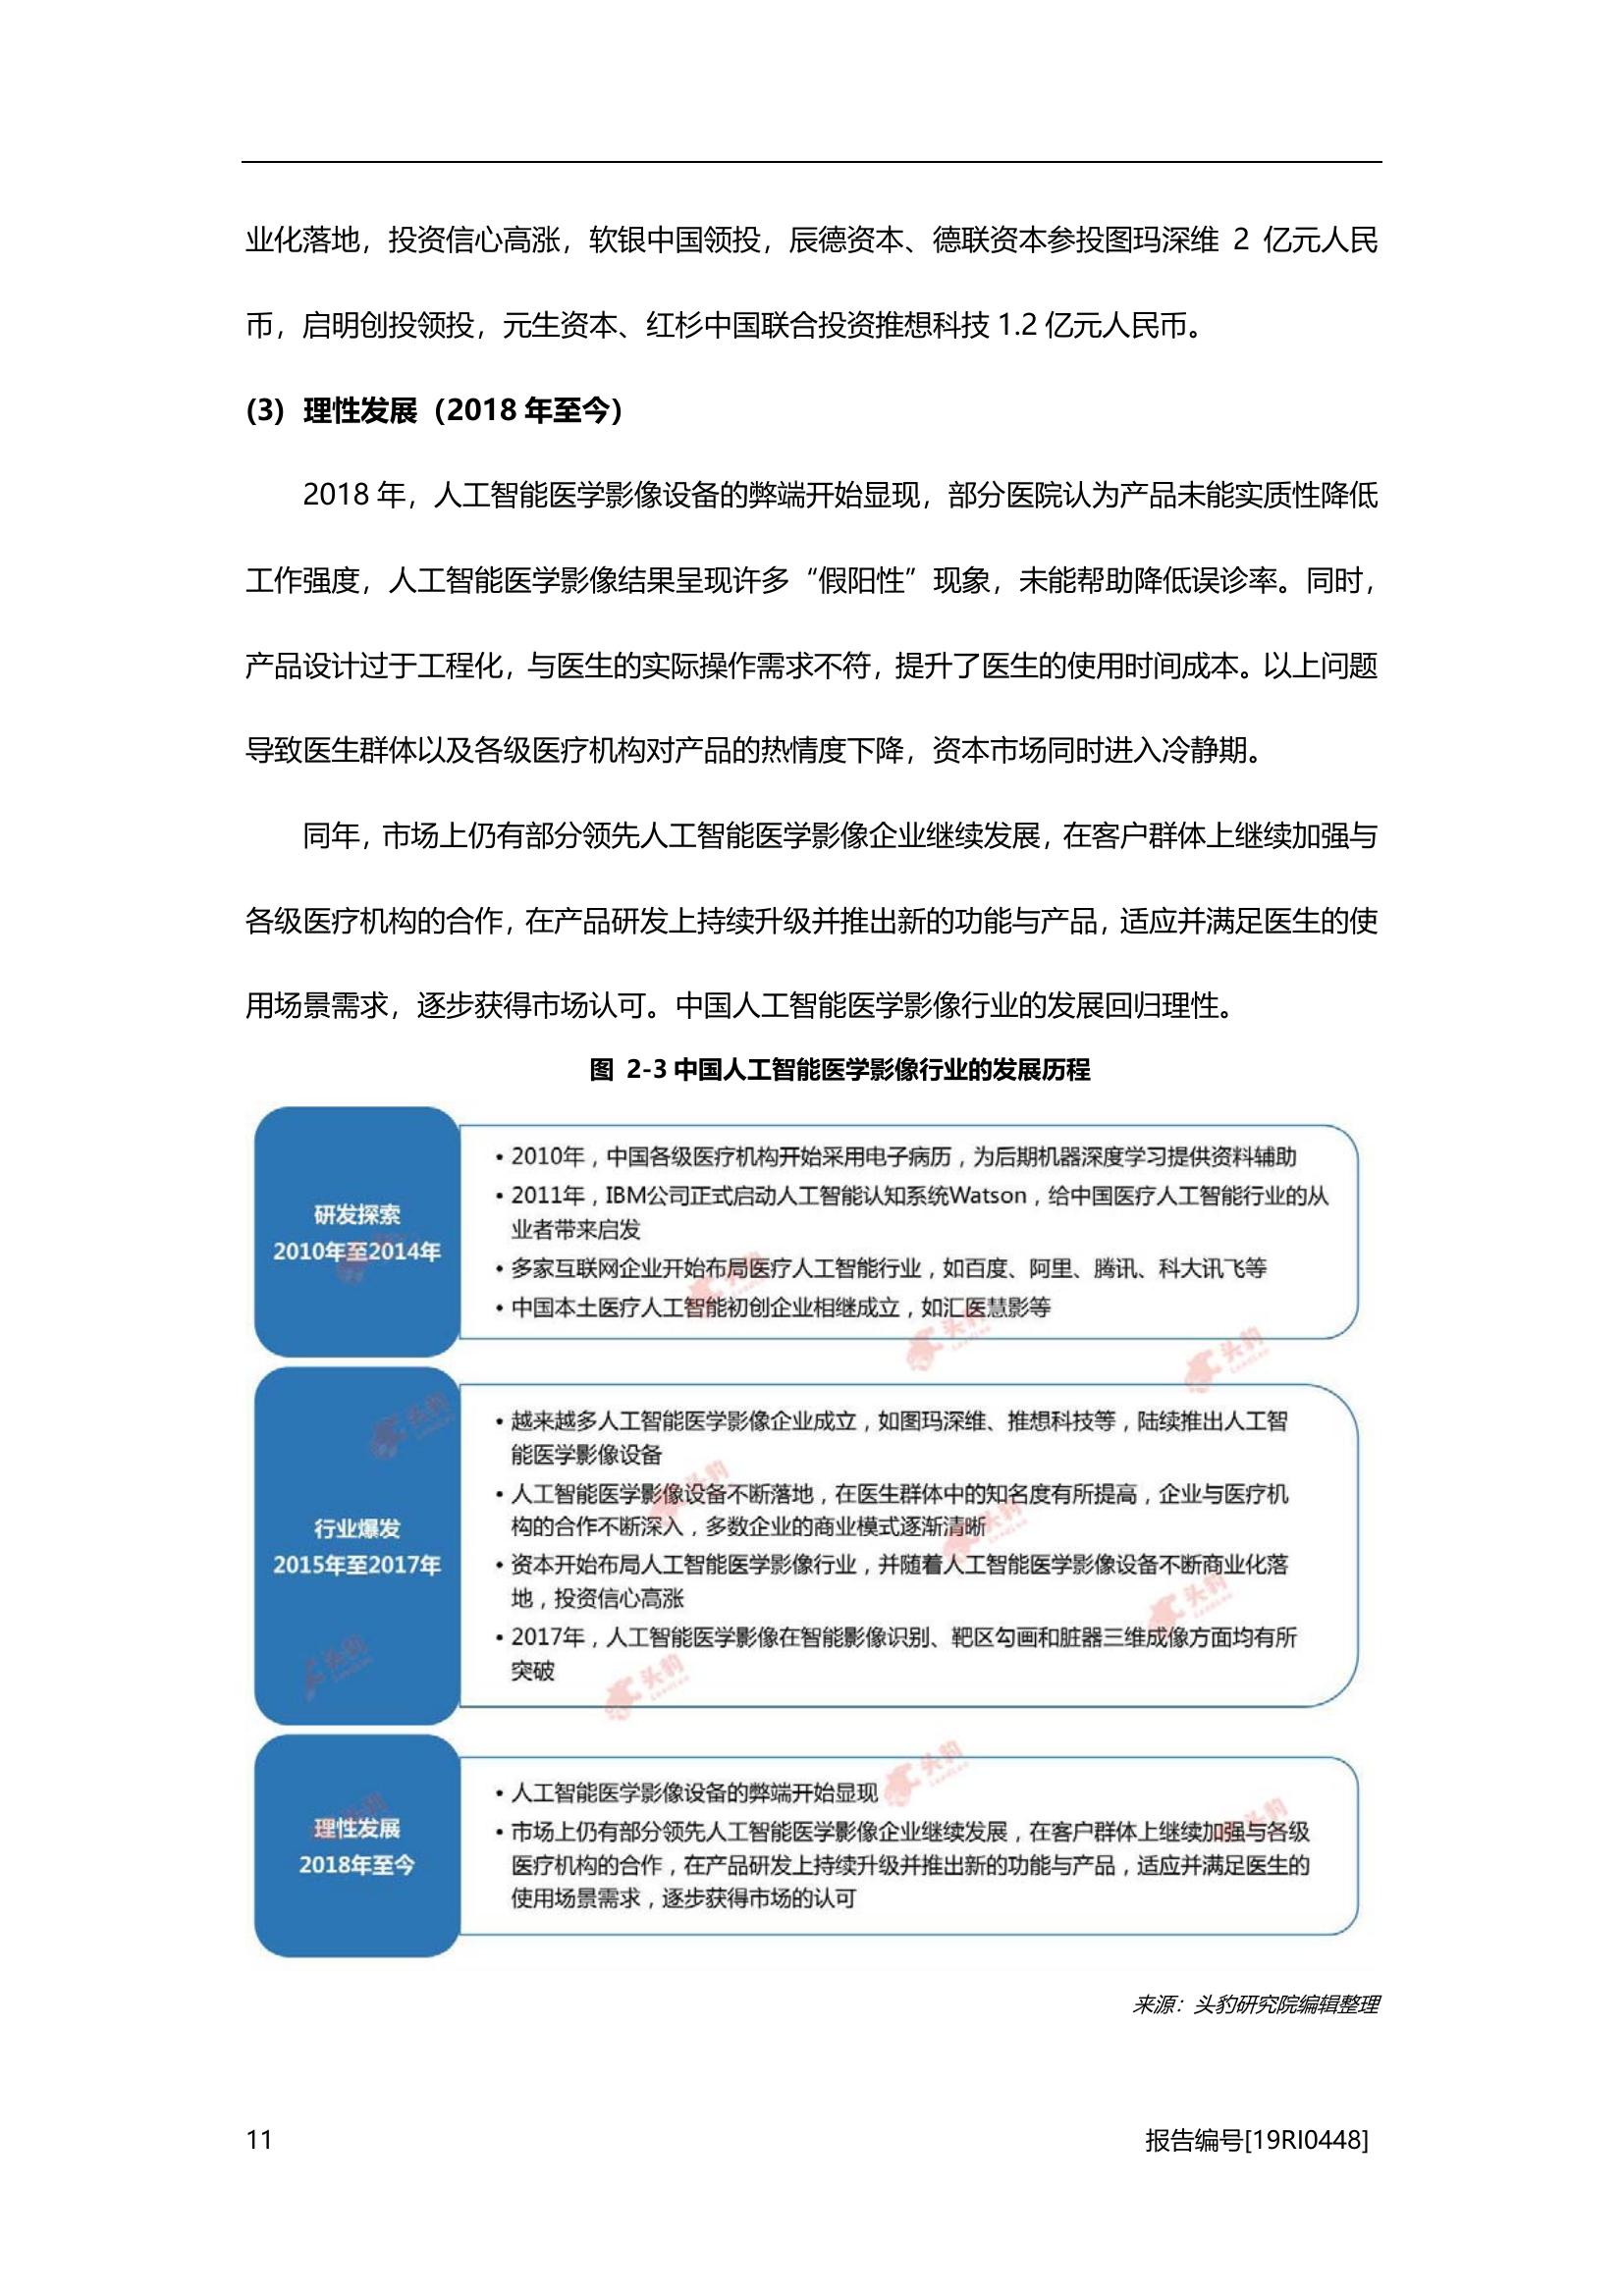 业化落地，投资信心高涨，软银中国领投，辰德资本、德联资本参投图玛深维 2 亿元人民
币，启明创投领投，元生资本、红杉中国联合投资推想科技 1.2 亿元人民币。
(3) 理性发展（2018 年至今）
2018 年，人工智能医学影像设备的弊端开始显现，部分医院认为产品未能实质性降低
工作强度，人工智能医学影像结果呈现许多“假阳性”现象，未能帮助降低误诊率。同时，
产品设计过于工程化，与医生的实际操作需求不符，提升了医生的使用时间成本。以上问题
导致医生群体以及各级医疗机构对产品的热情度下降，资本市场同时进入冷静期。
同年，市场上仍有部分领先人工智能医学影像企业继续发展，在客户群体上继续加强与
各级医疗机构的合作，在产品研发上持续升级并推出新的功能与产品，适应并满足医生的使
用场景需求，逐步获得市场认可。中国人工智能医学影像行业的发展回归理性。
图 2-3 中国人工智能医学影像行业的发展历程
研发探索
2010年至2014年
• 2010年，中国各级医疗机构开始采用电子病历，为后期机器深度学习提供资料辅助
• 2011年，IBM公司正式启动人工智能认知系统Watson，给中国医疗人工智能行业的从
业者带来启发
• 多家互联网企业开始布局医疗人工智能行业，如百度、阿里、腾讯、科大讯飞等
• 中国本土医疗人工智能初创企业相继成立，如汇医慧影等
行业爆发
2015年至2017年
• 越来越多人工智能医学影像企业成立，如图玛深维、推想科技等，陆续推出人工智
能医学影像设备
• 人工智能医学影像设备不断落地，在医生群体中的知名度有所提高，企业与医疗机
构的合作不断深入，多数企业的商业模式逐渐清晰
• 资本开始布局人工智能医学影像行业，并随着人工智能医学影像设备不断商业化落
地，投资信心高涨
• 2017年，人工智能医学影像在智能影像识别、靶区勾画和脏器三维成像方面均有所
突破
理性发展
2018年至今
• 人工智能医学影像设备的弊端开始显现
• 市场上仍有部分领先人工智能医学影像企业继续发展，在客户群体上继续加强与各级
医疗机构的合作，在产品研发上持续升级并推出新的功能与产品，适应并满足医生的
使用场景需求，逐步获得市场的认可
来源：头豹研究院编辑整理
11
报告编号[19RI0448]